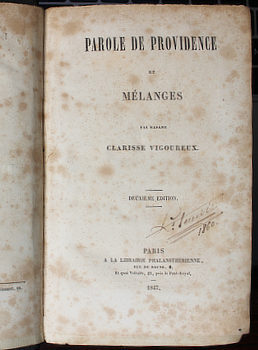 PAROLE DE PROVIDENCE
ET
MÉLANGES
PAR MADAME
CLARISSE VIGOUREUX.
DEUXIÈME ÉDITION.
1860.
PARIS
A LA LIBRAIRIE PHALANSTÉRIENNE,
RUE DE BEAUNE, 2,
Et quai Voltaire, 25, près le Pont-Royal,
1847.